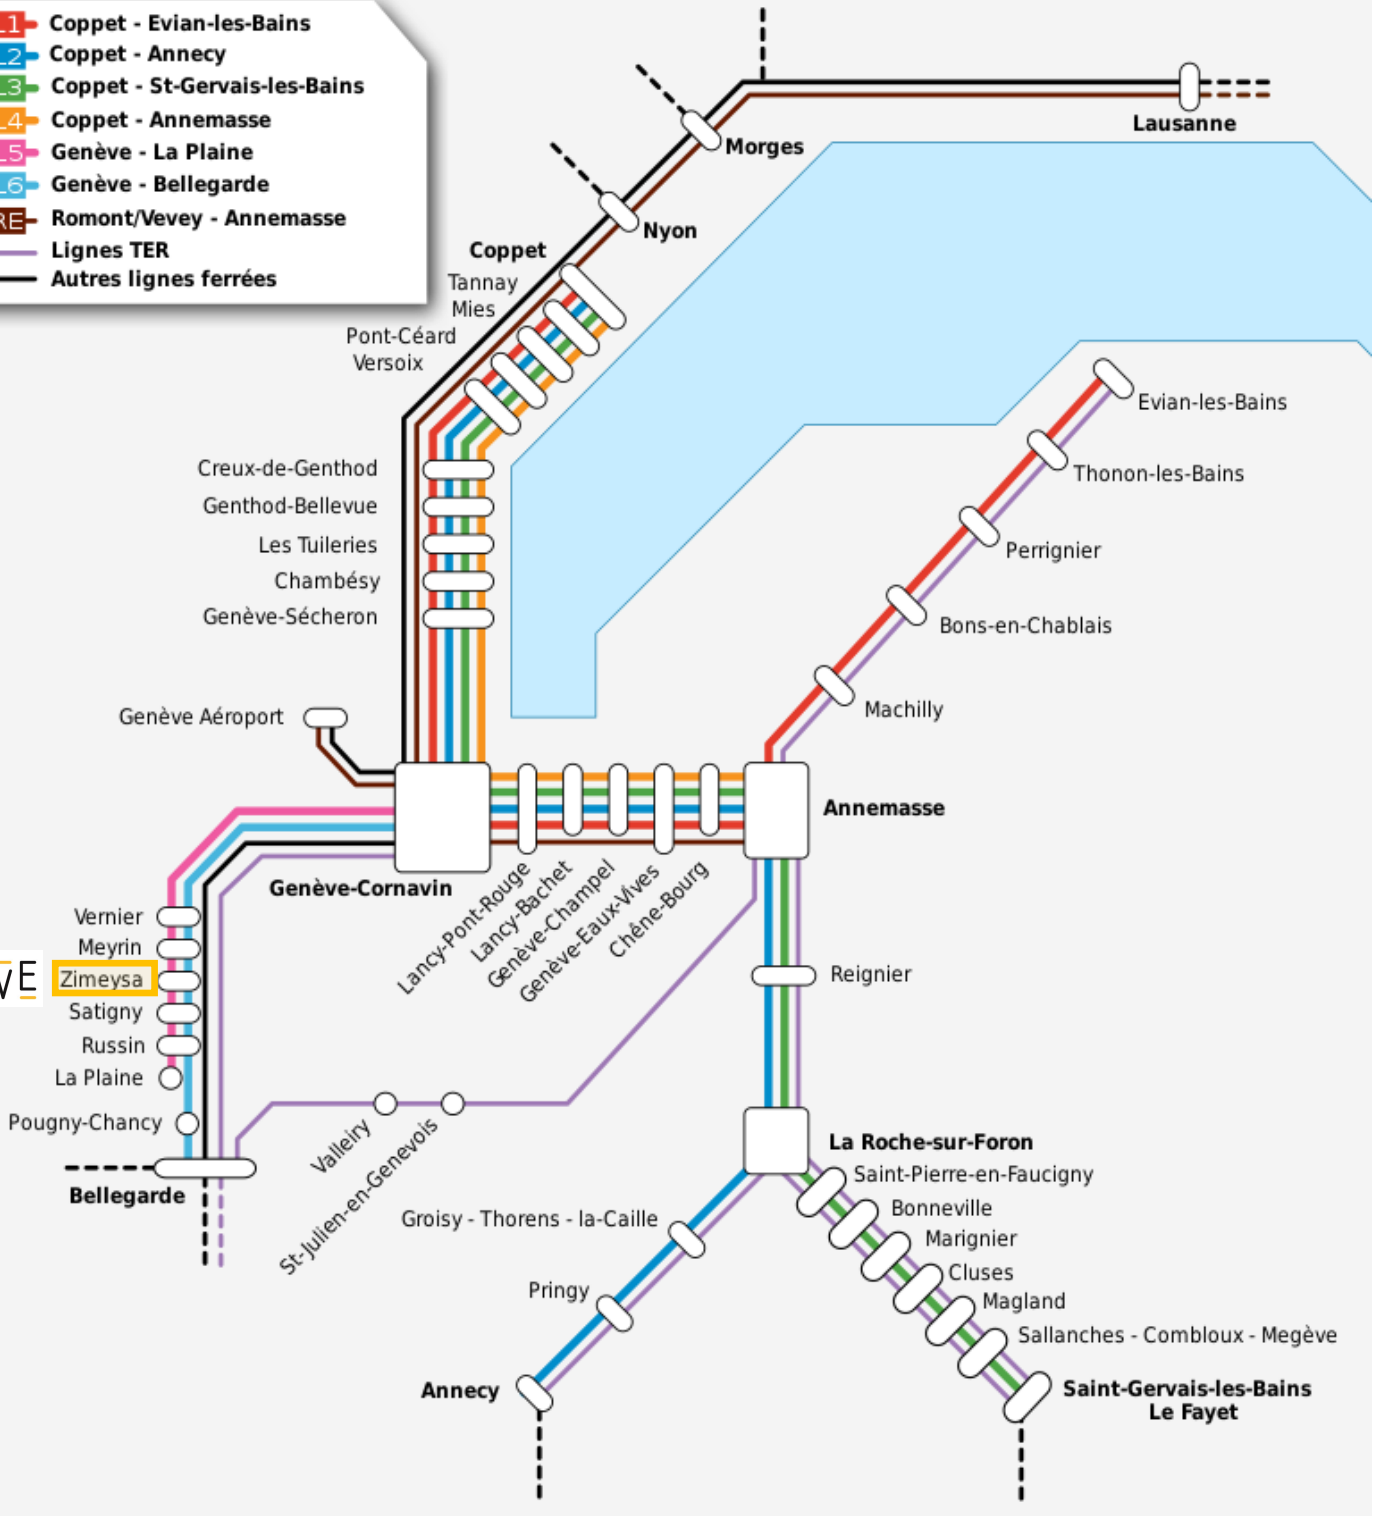 L1 Coppet - Evian-les-Bains
L2 Coppet - Annecy
L3 Coppet - St-Gervais-les-Bains
L4 Coppet - Annemasse
L5 Genève - La Plaine
L6 Genève - Bellegarde
RE Romont/Vevey - Annemasse
Lignes TER
Autres lignes ferrées
Lausanne
Morges
Nyon
Coppet
Tannay
Mies
Pont-Céard
Versoix
Evian-les-Bains
Thonon-les-Bains
Perrignier
Bons-en-Chablais
Machilly
Creux-de-Genthod
Genthod-Bellevue
Les Tuileries
Chambésy
Genève-Sécheron
Genève Aéroport
Annemasse
Genève-Cornavin
Lancy-Pont-Rouge
Lancy-Bachet
Genève-Champel
Genève-Eaux-Vives
Chêne-Bourg
Vernier
Meyrin
Zimeysa
Satigny
Russin
La Plaine
Pougny-Chancy
Bellegarde
Reignier
Valleiry
St-Julien-en-Genevois
La Roche-sur-Foron
Saint-Pierre-en-Faucigny
Bonneville
Marignier
Cluses
Magland
Sallanches - Combloux - Megève
Saint-Gervais-les-Bains
Le Fayet
Groisy - Thorens - la-Caille
Pringy
Annecy